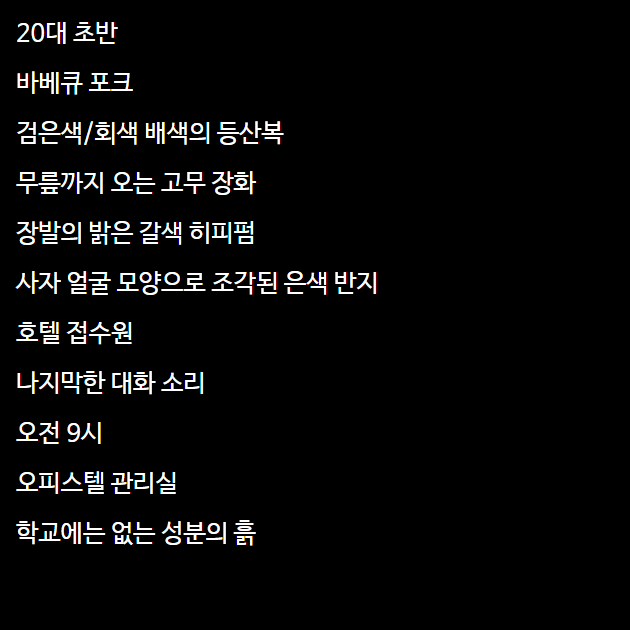 20대 초반
바베큐 포크
검은색/회색 배색의 등산복
무릎까지 오는 고무 장화
장발의 밝은 갈색 히피펌
사자 얼굴 모양으로 조각된 은색 반지
호텔 접수원
나지막한 대화 소리
오전 9시
오피스텔 관리실
학교에는 없는 성분의 흙